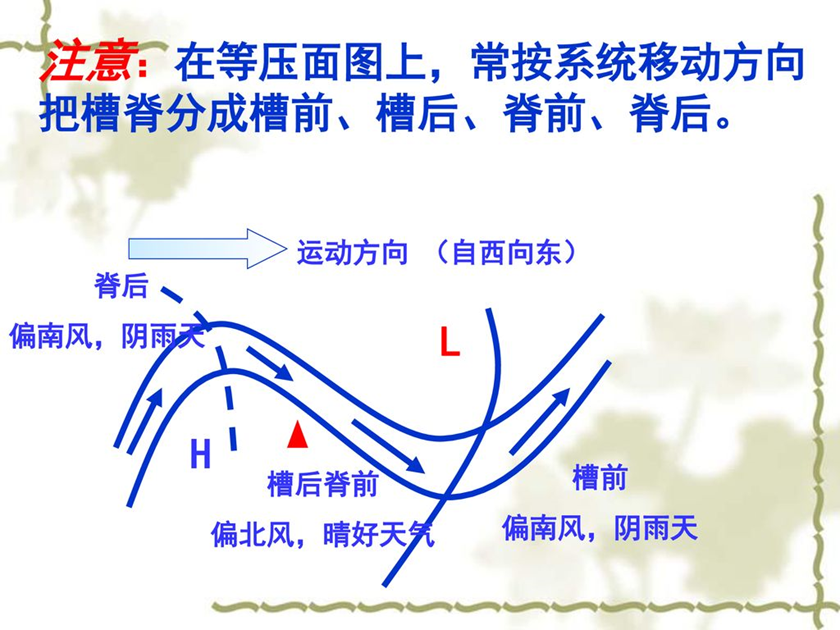 注意：在等压面图上，常按系统移动方向
把槽脊分成槽前、槽后、脊前、脊后。
运动方向 （自西向东）
脊后
偏南风，阴雨天
L
H
槽后脊前
偏北风，晴好天气
槽前
偏南风，阴雨天